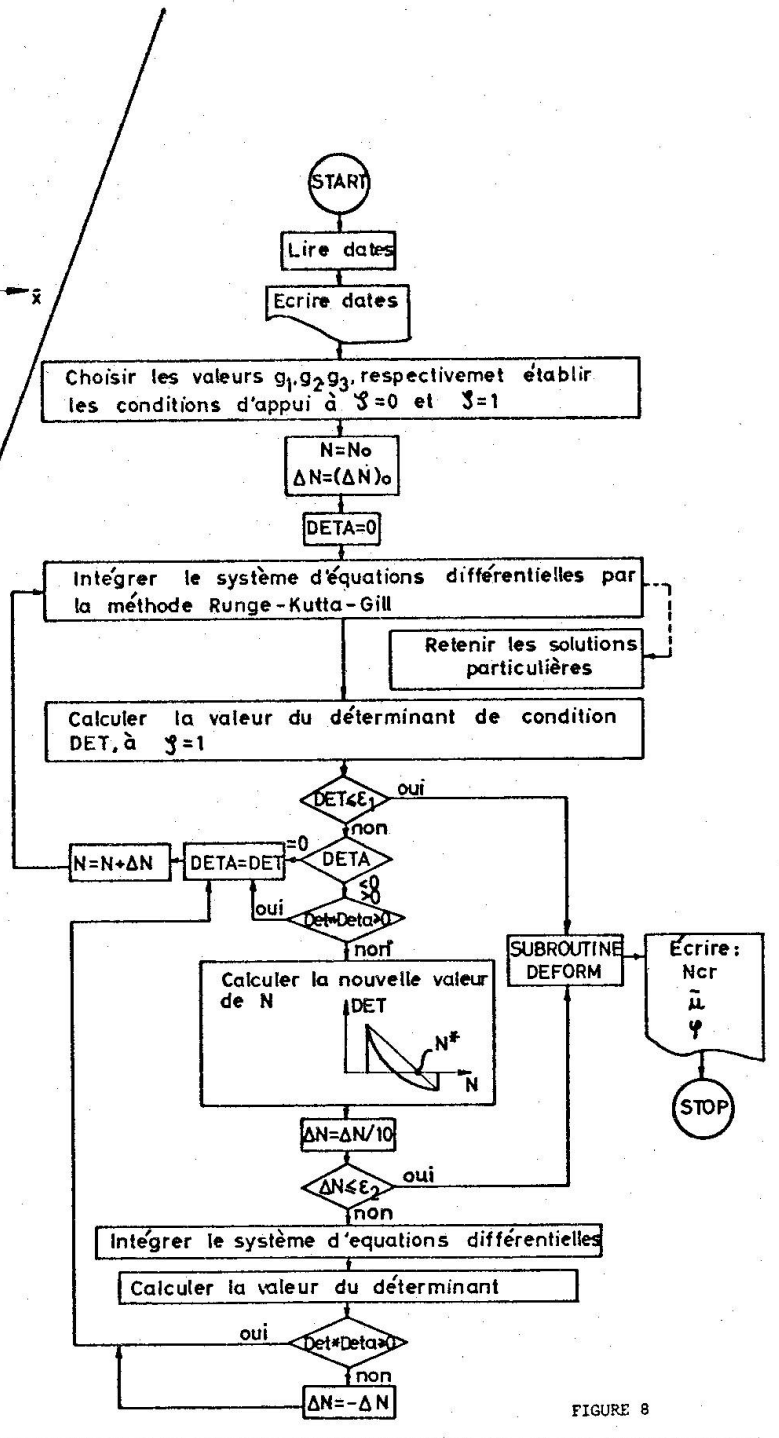 START
Lire dates
x̄
Ecrire dates
Choisir les valeurs g₁,g₂g₃,respectivemet établir
les conditions d'appui à ζ=0 et ζ=1
N=No
ΔN=(ΔN)o
DETA=0
Intégrer le système d'équations différentielles par
la méthode Runge-Kutta-Gill
Retenir les solutions
particulières
Calculer la valeur du déterminant de condition
DET, à ζ=1
DET≤ε₁
oui
non
N=N+ΔN
DETA=DET
=0
DETA
<0
>0
oui
Det*Deta>0
non
Calculer la nouvelle valeur
de N
DET
N*
N
SUBROUTINE
DEFORM
Écrire:
Ncr
ū
φ
STOP
ΔN=ΔN/10
ΔN≤ε₂
oui
non
Intégrer le système d'equations différentielles
Calculer la valeur du déterminant
oui
Det*Deta>0
non
ΔN=-ΔN
FIGURE 8